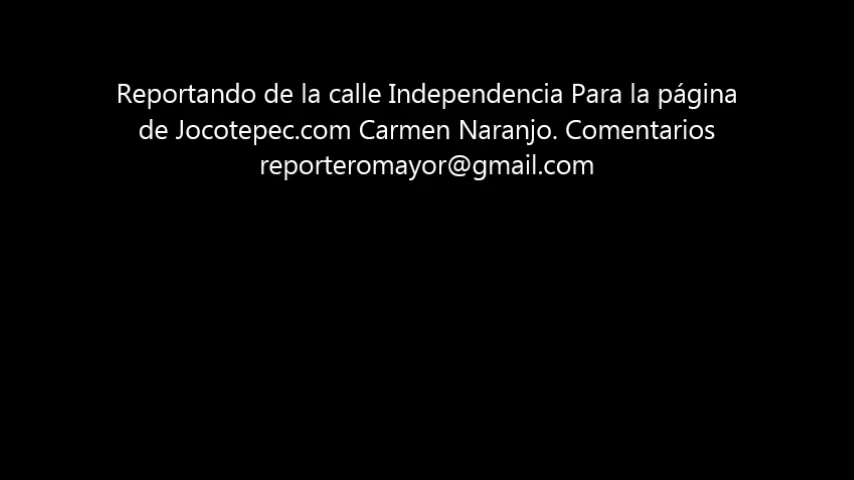 Reportando de la calle Independencia Para la página
de Jocotepec.com Carmen Naranjo. Comentarios
reporteromayor@gmail.com